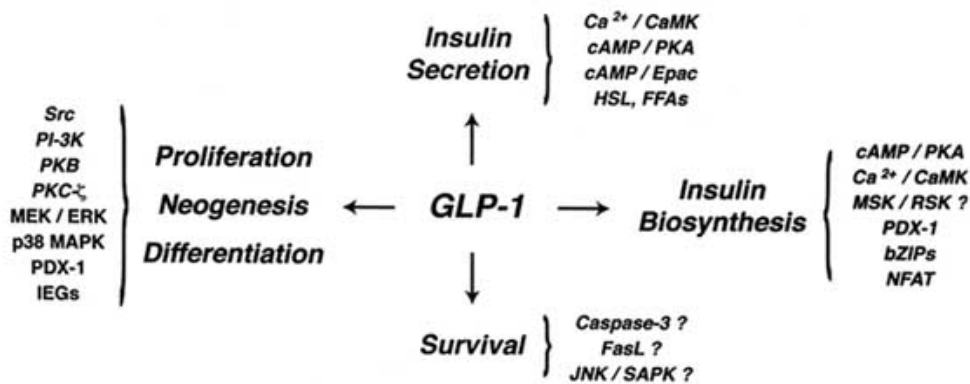 Insulin
Secretion
Ca 2+ / CaMK
cAMP / PKA
cAMP / Epac
HSL, FFAs
Src
PI-3K
PKB
PKC-ξ
MEK / ERK
p38 MAPK
PDX-1
IEGs
Proliferation
Neogenesis
Differentiation
GLP-1
Insulin
Biosynthesis
cAMP / PKA
Ca 2+ / CaMK
MSK / RSK ?
PDX-1
bZIPs
NFAT
Survival
Caspase-3 ?
FasL ?
JNK / SAPK ?